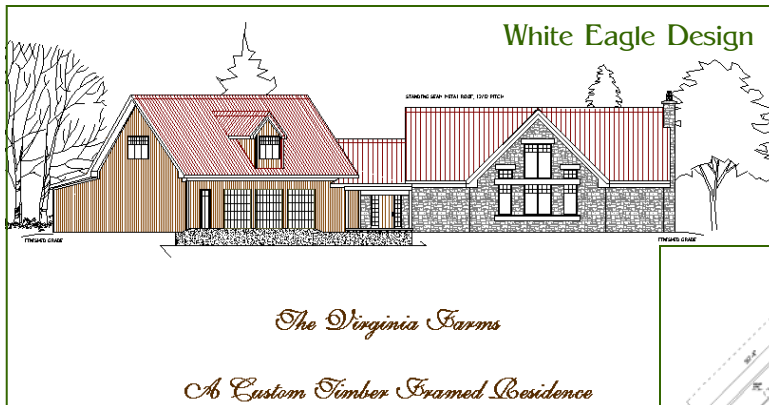 White Eagle Design
STANDING SEAM METAL ROOF, 12/12 PITCH
FINISHED GRADE
FINISHED GRADE
The Virginia Farms
A Custom Timber Framed Residence